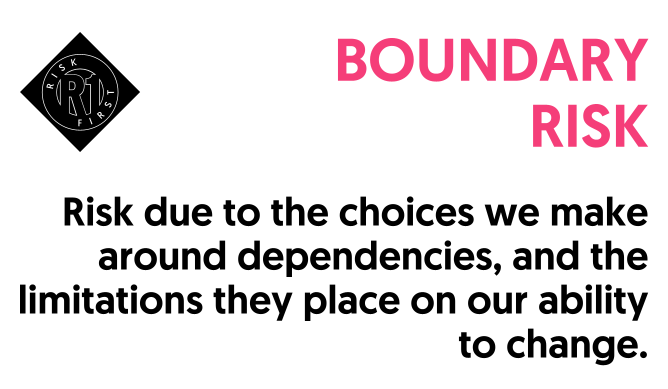 RISK
R1
FIRST
BOUNDARY
RISK
Risk due to the choices we make
around dependencies, and the
limitations they place on our ability
to change.